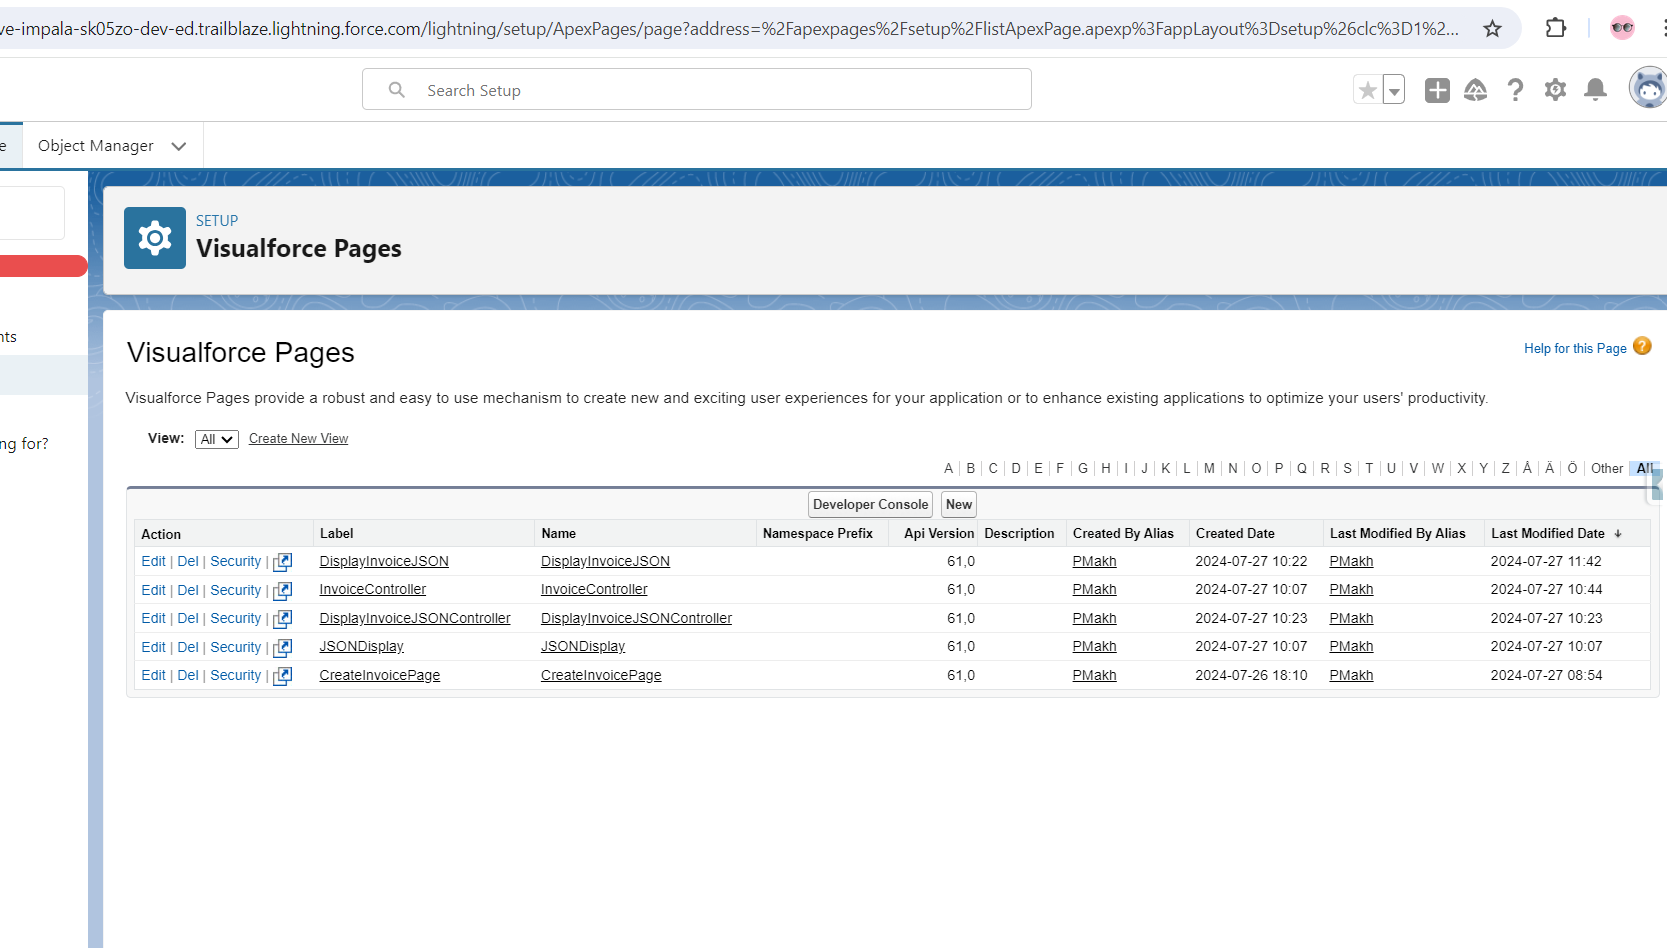 ve-impala-sk05zo-dev-ed.trailblaze.lightning.force.com/lightning/setup/ApexPages/page?address=%2Fapexpages%2Fsetup%2FlistApexPage.apexp%3FappLayout%3Dsetup%26clc%3D1%2...
Search Setup
e Object Manager
SETUP
Visualforce Pages
nts
ng for?
Visualforce Pages
Help for this Page ?
Visualforce Pages provide a robust and easy to use mechanism to create new and exciting user experiences for your application or to enhance existing applications to optimize your users' productivity.
View: All Create New View
A | B | C | D | E | F | G | H | I | J | K | L | M | N | O | P | Q | R | S | T | U | V | W | X | Y | Z | Å | Ä | Ö | Other | All
Developer Console New
Action Label Name Namespace Prefix Api Version Description Created By Alias Created Date Last Modified By Alias Last Modified Date
Edit | Del | Security | DisplayInvoiceJSON DisplayInvoiceJSON 61,0 PMakh 2024-07-27 10:22 PMakh 2024-07-27 11:42
Edit | Del | Security | InvoiceController InvoiceController 61,0 PMakh 2024-07-27 10:07 PMakh 2024-07-27 10:44
Edit | Del | Security | DisplayInvoiceJSONController DisplayInvoiceJSONController 61,0 PMakh 2024-07-27 10:23 PMakh 2024-07-27 10:23
Edit | Del | Security | JSONDisplay JSONDisplay 61,0 PMakh 2024-07-27 10:07 PMakh 2024-07-27 10:07
Edit | Del | Security | CreateInvoicePage CreateInvoicePage 61,0 PMakh 2024-07-26 18:10 PMakh 2024-07-27 08:54